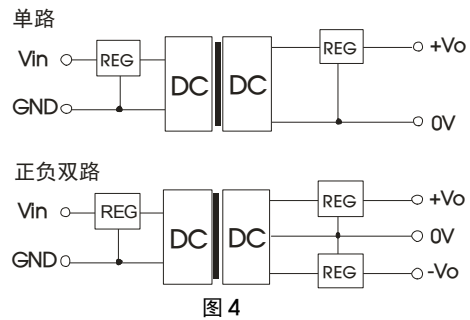 单路
Vin REG DC DC REG +Vo
GND 0V
正负双路
Vin REG DC DC REG +Vo
0V
GND REG -Vo
图 4